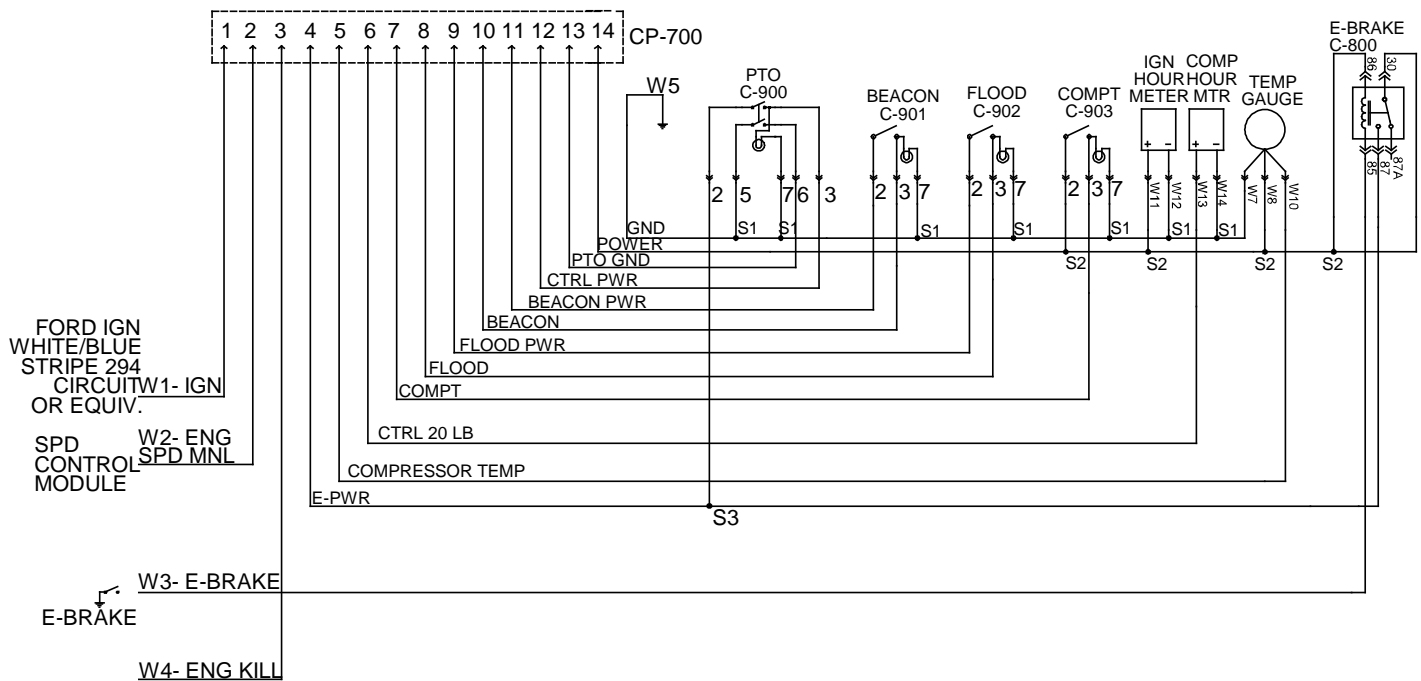 1 2 3 4 5 6 7 8 9 10 11 12 13 14
CP-700
W5
PTO
C-900
BEACON
C-901
FLOOD
C-902
COMPT
C-903
IGN
HOUR
METER
COMP
HOUR
MTR
TEMP
GAUGE
E-BRAKE
C-800
86
30
+ -
+ -
85
87
87A
2 5 7 6 3
2 3 7
2 3 7
2 3 7
W11
W12
W13
W14
W7
W8
W10
GND
S1
S1
S1
S1
S1
S1
S1
POWER
S2
S2
S2
S2
PTO GND
CTRL PWR
BEACON PWR
BEACON
FLOOD PWR
FLOOD
COMPT
CTRL 20 LB
COMPRESSOR TEMP
E-PWR
S3
FORD IGN
WHITE/BLUE
STRIPE 294
CIRCUIT
OR EQUIV.
W1- IGN
SPD
CONTROL
MODULE
W2- ENG
SPD MNL
W3- E-BRAKE
E-BRAKE
W4- ENG KILL